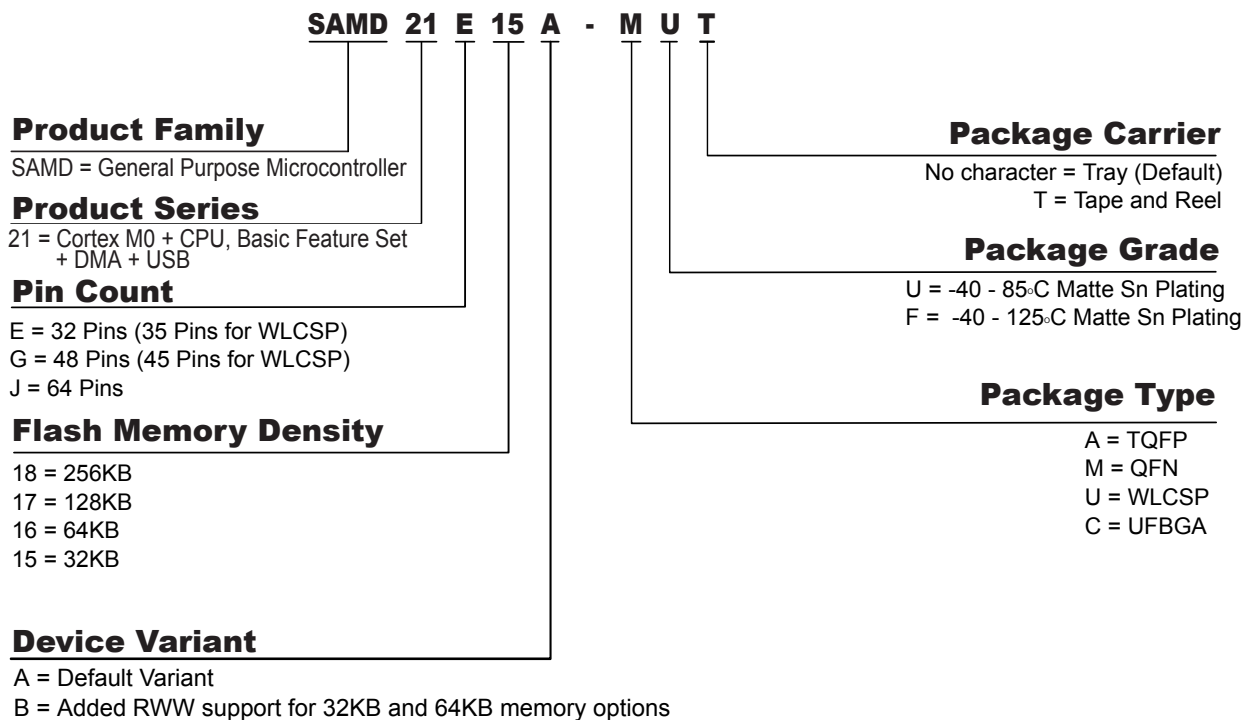 SAMD 21 E 15 A - M U T
Product Family
SAMD = General Purpose Microcontroller
Product Series
21 = Cortex M0 + CPU, Basic Feature Set
+ DMA + USB
Pin Count
E = 32 Pins (35 Pins for WLCSP)
G = 48 Pins (45 Pins for WLCSP)
J = 64 Pins
Flash Memory Density
18 = 256KB
17 = 128KB
16 = 64KB
15 = 32KB
Device Variant
A = Default Variant
B = Added RWW support for 32KB and 64KB memory options
Package Carrier
No character = Tray (Default)
T = Tape and Reel
Package Grade
U = -40 - 85°C Matte Sn Plating
F = -40 - 125°C Matte Sn Plating
Package Type
A = TQFP
M = QFN
U = WLCSP
C = UFBGA